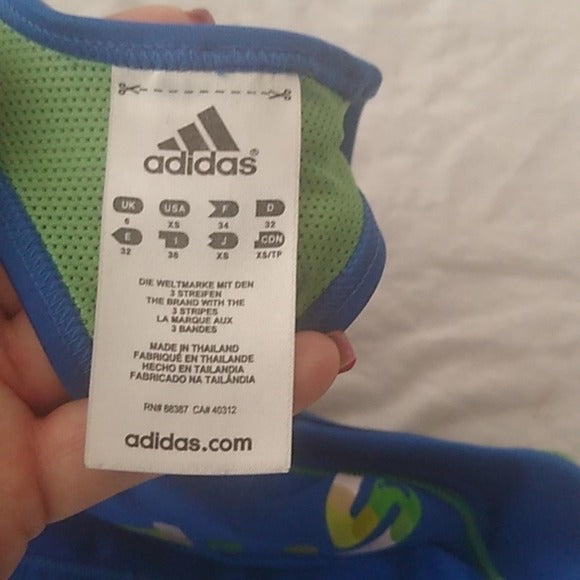 adidas®
UK USA F D
6 XS 34 32
E I J CDN
32 38 XS XS/TP
DIE WELTMARKE MIT DEN
3 STREIFEN
THE BRAND WITH THE
3 STRIPES
LA MARQUE AUX
3 BANDES
MADE IN THAILAND
FABRIQUÉ EN THAILANDE
HECHO EN TAILANDIA
FABRICADO NA TAILÂNDIA
RN# 88387 CA# 40312
adidas.com